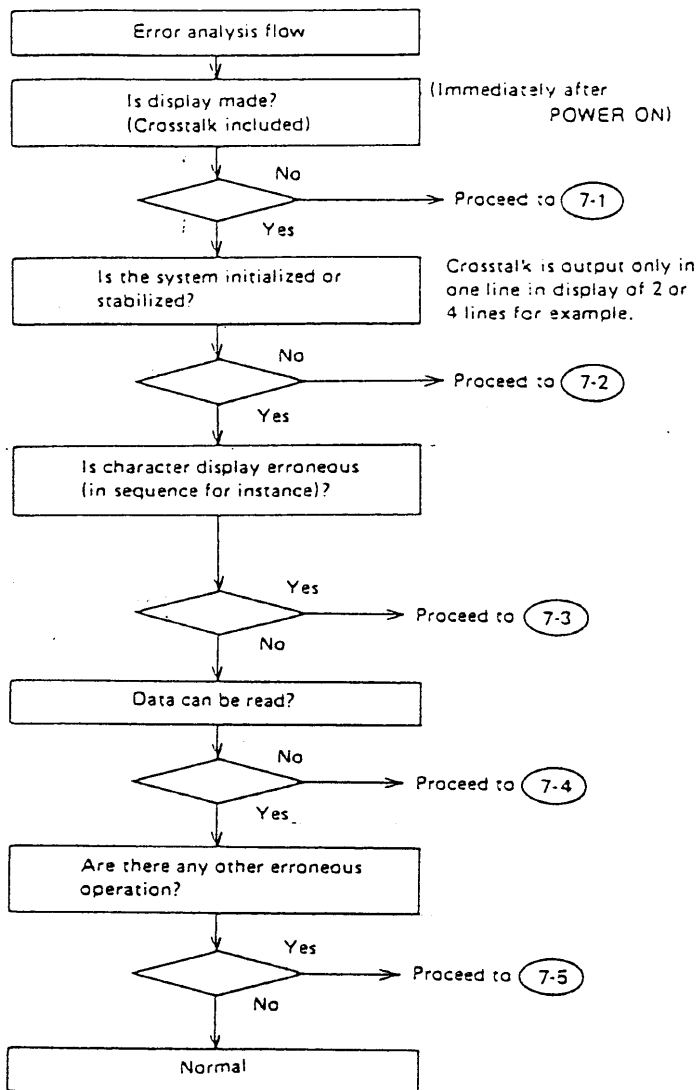 Error analysis flow
Is display made?
(Crosstalk included)
(Immediately after
POWER ON)
No
Proceed to 7-1
Yes
Is the system initialized or
stabilized?
Crosstalk is output only in
one line in display of 2 or
4 lines for example.
No
Proceed to 7-2
Yes
Is character display erroneous
(in sequence for instance)?
Yes
Proceed to 7-3
No
Data can be read?
No
Proceed to 7-4
Yes
Are there any other erroneous
operation?
Yes
Proceed to 7-5
No
Normal